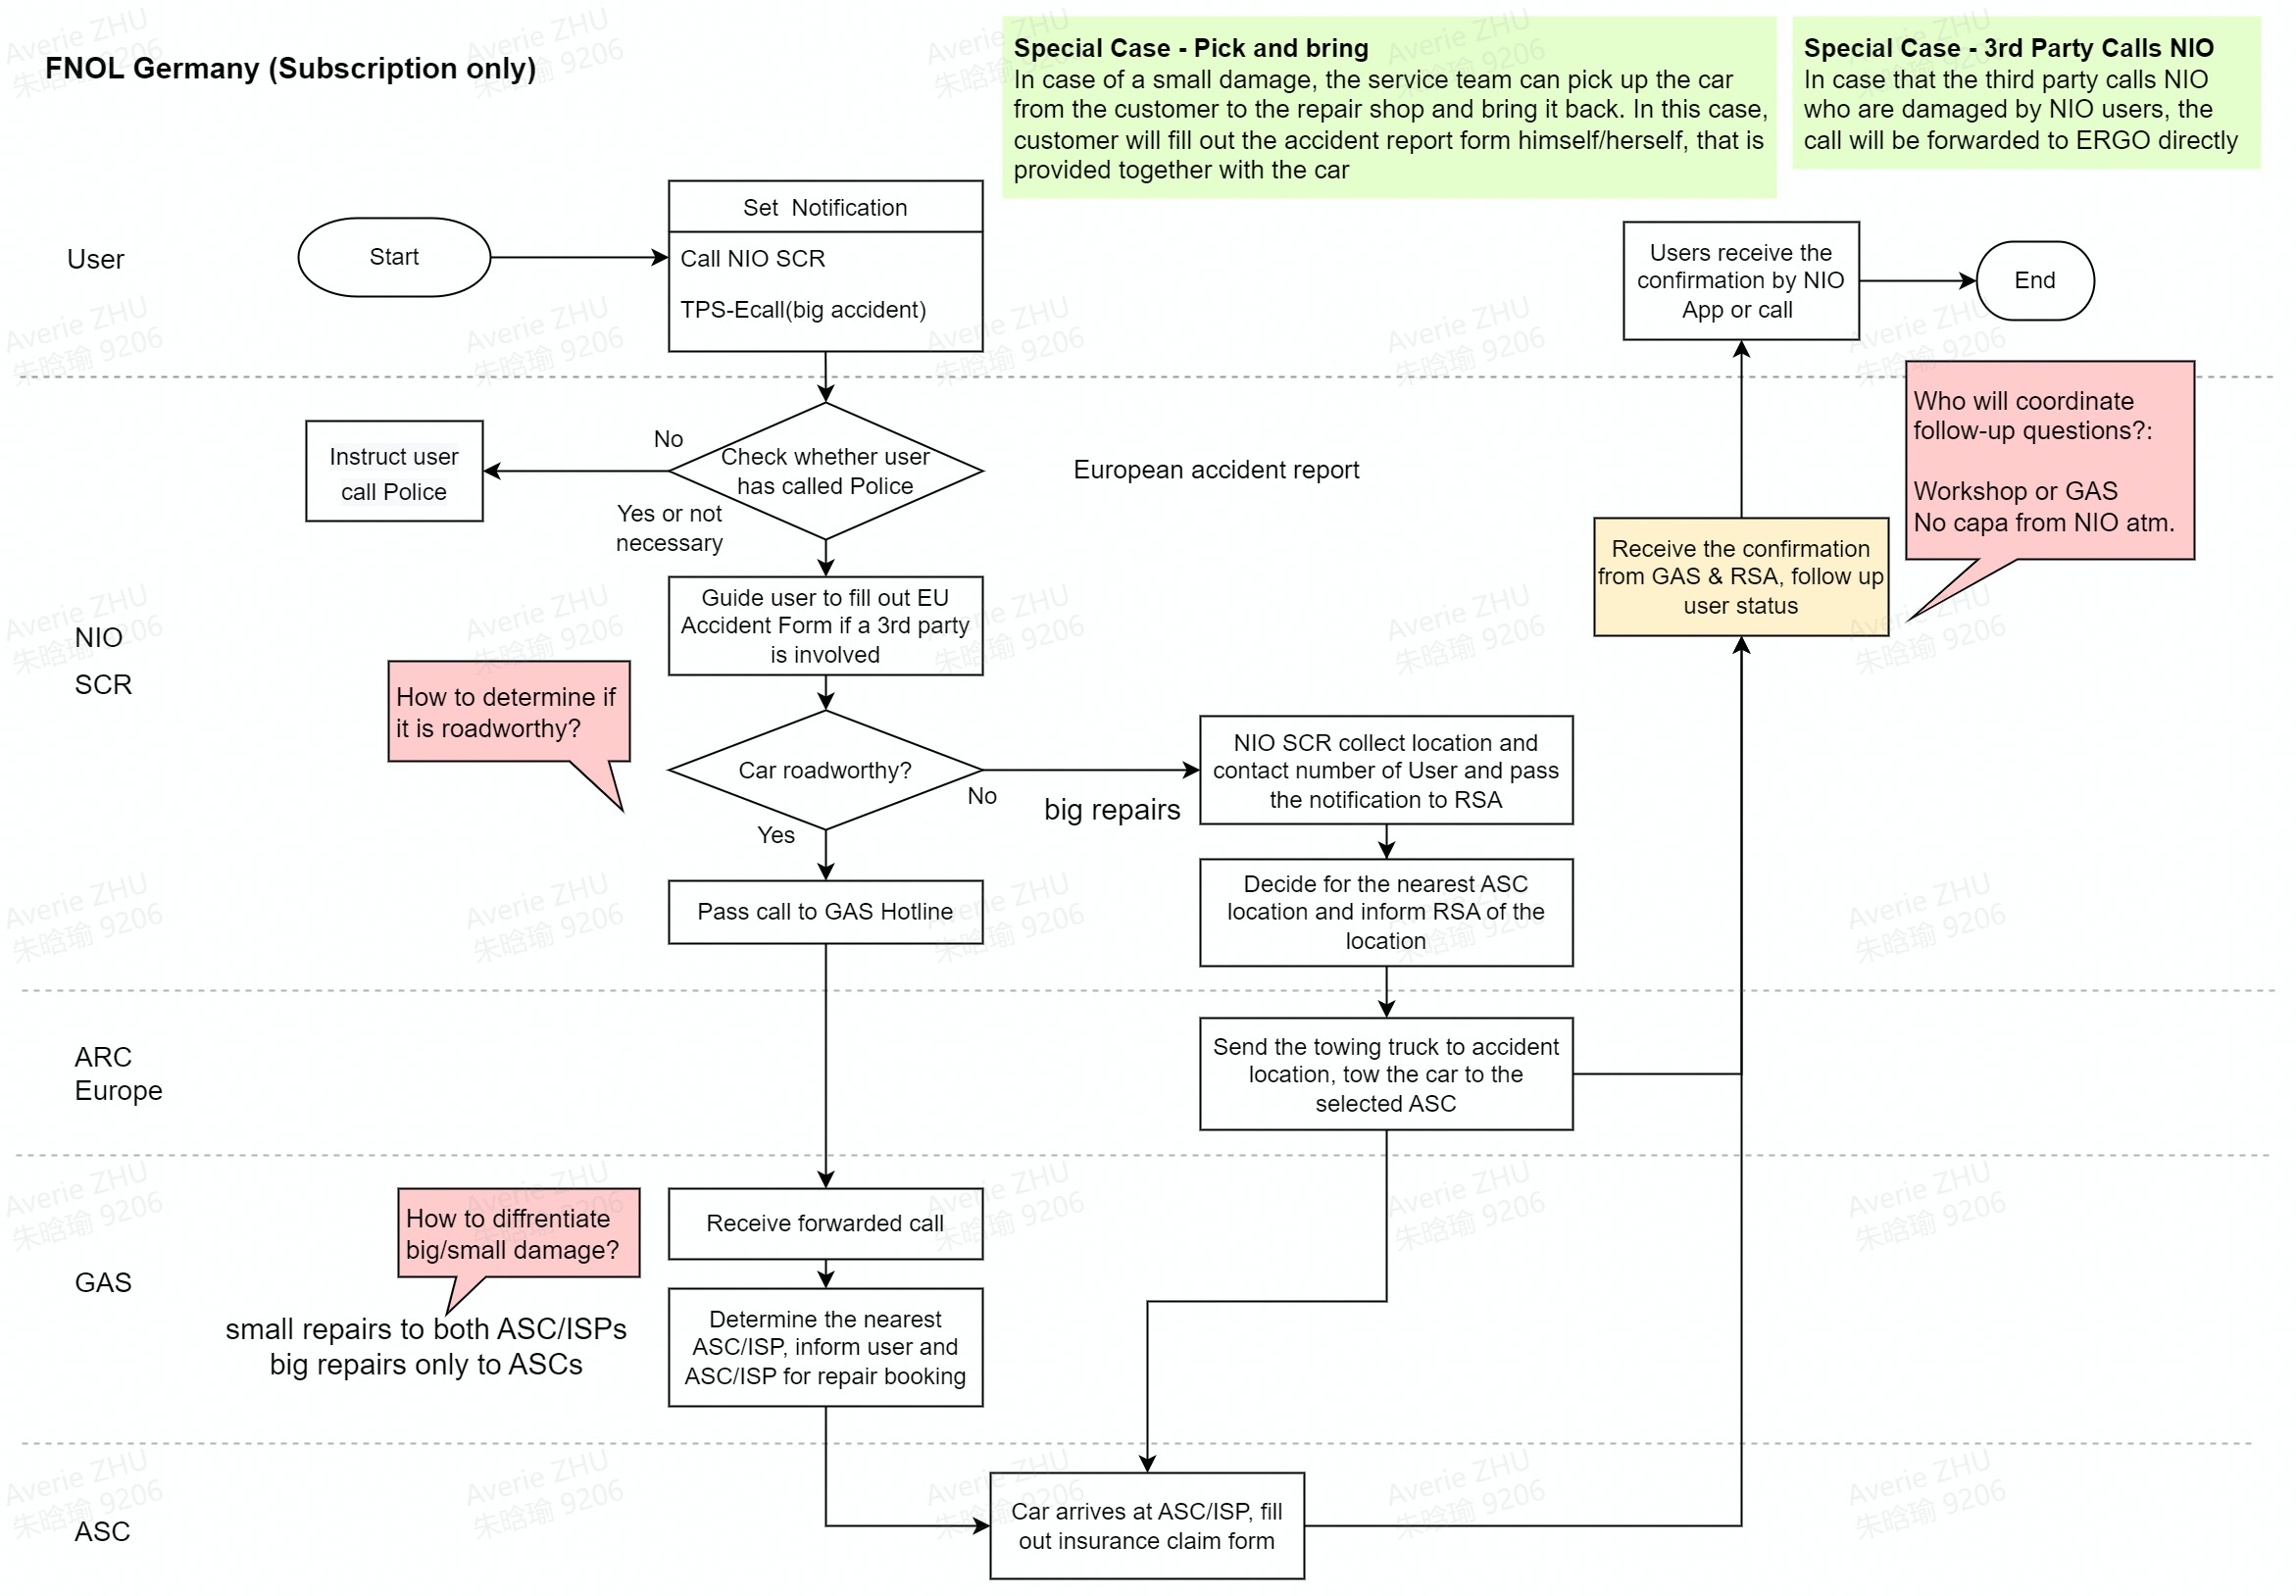 FNOL Germany (Subscription only)
Special Case - Pick and bring
In case of a small damage, the service team can pick up the car
from the customer to the repair shop and bring it back. In this case,
customer will fill out the accident report form himself/herself, that is
provided together with the car
Special Case - 3rd Party Calls NIO
In case that the third party calls NIO
who are damaged by NIO users, the
call will be forwarded to ERGO directly
User
Start
Set  Notification
Call NIO SCR
TPS-Ecall(big accident)
Users receive the
confirmation by NIO
App or call
End
Who will coordinate
follow-up questions?:
Workshop or GAS
No capa from NIO atm.
No
Instruct user
call Police
Check whether user
has called Police
European accident report
Yes or not
necessary
Receive the confirmation
from GAS & RSA, follow up
user status
Guide user to fill out EU
Accident Form if a 3rd party
is involved
NIO
SCR
How to determine if
it is roadworthy?
Car roadworthy?
No
Yes
big repairs
NIO SCR collect location and
contact number of User and pass
the notification to RSA
Pass call to GAS Hotline
Decide for the nearest ASC
location and inform RSA of the
location
ARC
Europe
Send the towing truck to accident
location, tow the car to the
selected ASC
GAS
How to diffrentiate
big/small damage?
small repairs to both ASC/ISPs
big repairs only to ASCs
Receive forwarded call
Determine the nearest
ASC/ISP, inform user and
ASC/ISP for repair booking
ASC
Car arrives at ASC/ISP, fill
out insurance claim form
Averie ZHU
朱晗瑜 9206